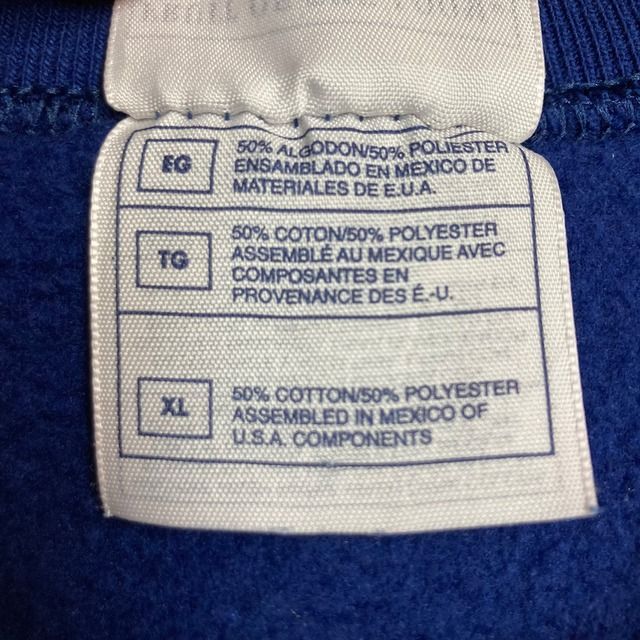 EG
50% ALGODON/50% POLIESTER
ENSAMBLADO EN MEXICO DE
MATERIALES DE E.U.A.
TG
50% COTON/50% POLYESTER
ASSEMBLÉ AU MEXIQUE AVEC
COMPOSANTES EN
PROVENANCE DES É.-U.
XL
50% COTTON/50% POLYESTER
ASSEMBLED IN MEXICO OF
U.S.A. COMPONENTS